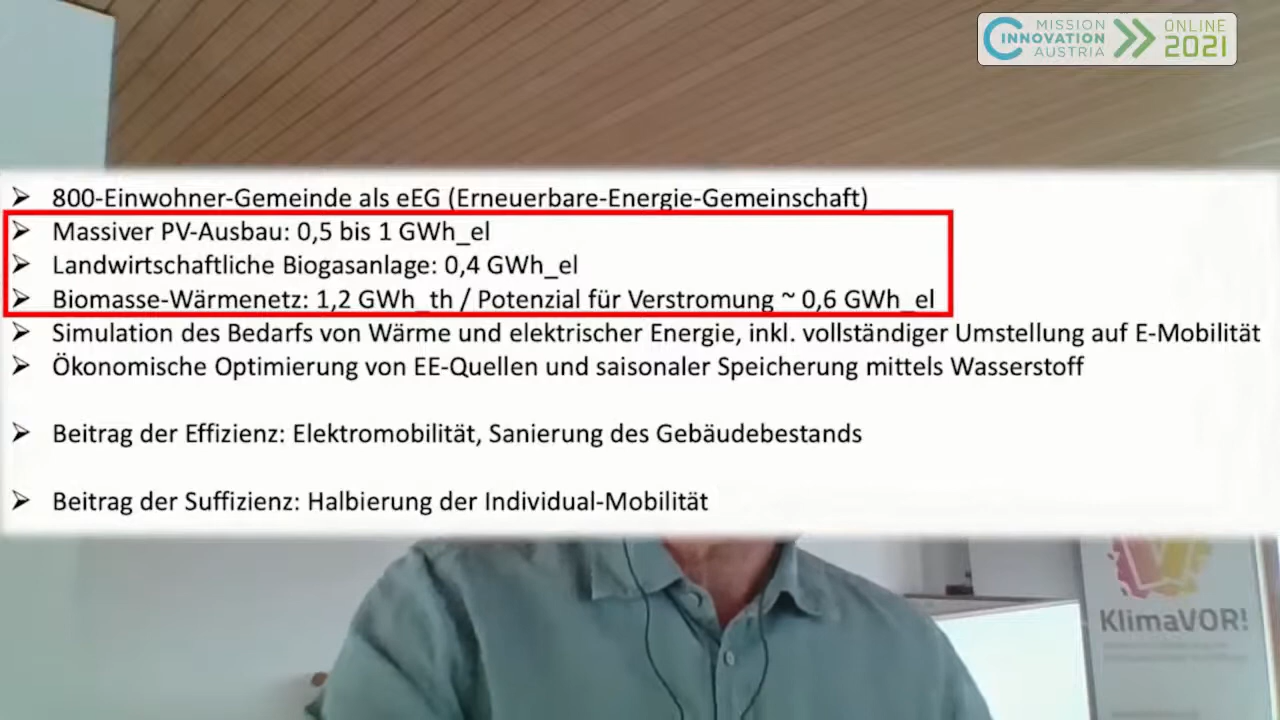 MISSION
INNOVATION
AUSTRIA
ONLINE
2021
➢ 800-Einwohner-Gemeinde als eEG (Erneuerbare-Energie-Gemeinschaft)
➢ Massiver PV-Ausbau: 0,5 bis 1 GWh_el
➢ Landwirtschaftliche Biogasanlage: 0,4 GWh_el
➢ Biomasse-Wärmenetz: 1,2 GWh_th / Potenzial für Verstromung ~ 0,6 GWh_el
➢ Simulation des Bedarfs von Wärme und elektrischer Energie, inkl. vollständiger Umstellung auf E-Mobilität
➢ Ökonomische Optimierung von EE-Quellen und saisonaler Speicherung mittels Wasserstoff
➢ Beitrag der Effizienz: Elektromobilität, Sanierung des Gebäudebestands
➢ Beitrag der Suffizienz: Halbierung der Individual-Mobilität
KlimaVOR!